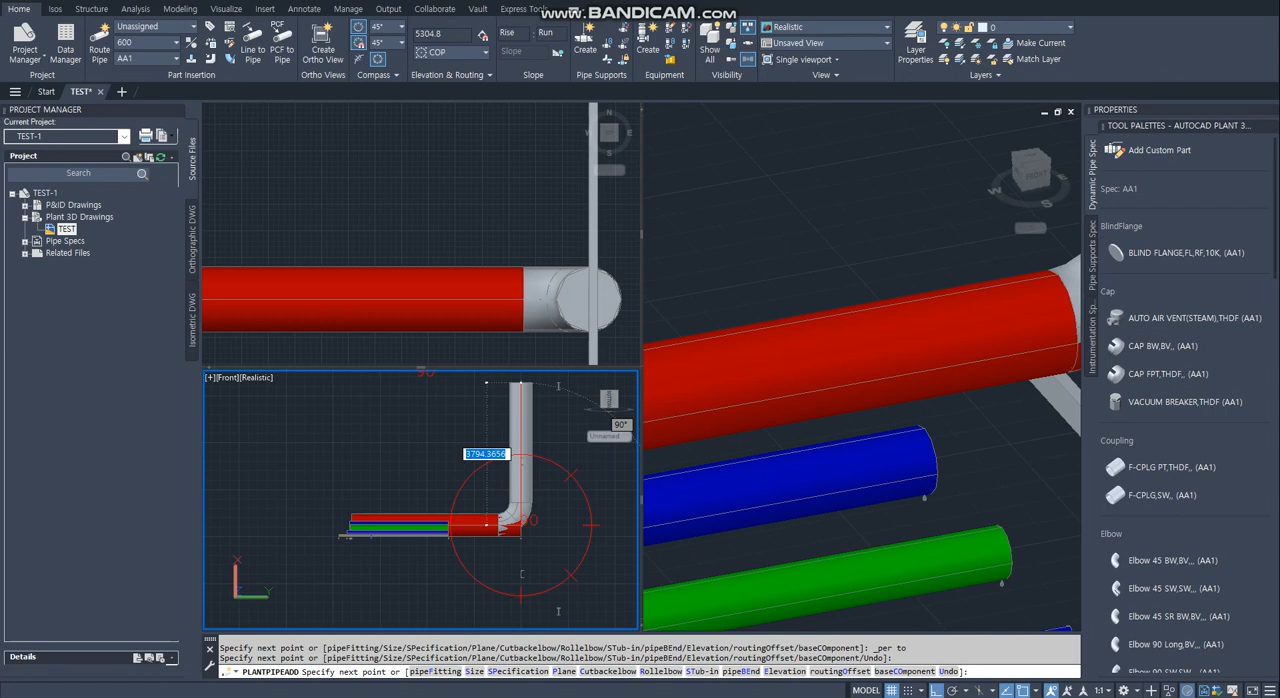 www.BANDICAM.com
Home Isos Structure Analysis Modeling Visualize Insert Annotate Manage Output Collaborate Vault Express Tools
Project Manager
Data Manager
Project
Route Pipe
Unassigned
600
AA1
Line to Pipe
PCF to Pipe
Part Insertion
Create Ortho View
Ortho Views
45°
45°
Compass
5304.8
COP
Elevation & Routing
Rise Run
Slope
Slope
Create
Pipe Supports
Create
Equipment
Show All
Visibility
Realistic
Unsaved View
Single viewport
View
Layer Properties
0
Make Current
Match Layer
Layers
Start TEST*
PROJECT MANAGER
Current Project:
TEST-1
Project
Search
TEST-1
P&ID Drawings
Plant 3D Drawings
TEST
Pipe Specs
Related Files
Details
Source Files
Orthographic DWG
Isometric DWG
N
W
E
S
FRONT
W
S
[+][Front][Realistic]
90
90°
Unnamed
3794.3656
90
X
Y
PROPERTIES
TOOL PALETTES - AUTOCAD PLANT 3...
Dynamic Pipe Spec
Pipe Supports Spec
Instrumentation Sp...
Add Custom Part
Spec: AA1
BlindFlange
BLIND FLANGE,FL,RF,10K, (AA1)
Cap
AUTO AIR VENT(STEAM),THDF (AA1)
CAP BW,BV,, (AA1)
CAP FPT,THDF,, (AA1)
VACUUM BREAKER,THDF (AA1)
Coupling
F-CPLG PT,THDF,, (AA1)
F-CPLG,SW,, (AA1)
Elbow
Elbow 45 BW,BV,,, (AA1)
Elbow 45 SW,SW,,, (AA1)
Elbow 45 SR BW,BV,,, (AA1)
Elbow 90 Long,BV,,, (AA1)
Specify next point or [pipeFitting/Size/SPecification/Plane/Cutbackelbow/Rollelbow/STub-in/pipeBEnd/Elevation/routingOffset/baseCOmponent]: _per to
Specify next point or [pipeFitting/Size/SPecification/Plane/Cutbackelbow/Rollelbow/STub-in/pipeBEnd/Elevation/routingOffset/baseCOmponent/Undo]:
PLANTPIPEADD Specify next point or [pipeFitting Size SPecification Plane Cutbackelbow Rollelbow STub-in pipeBEnd Elevation routingOffset baseCOmponent Undo]:
MODEL
1:1